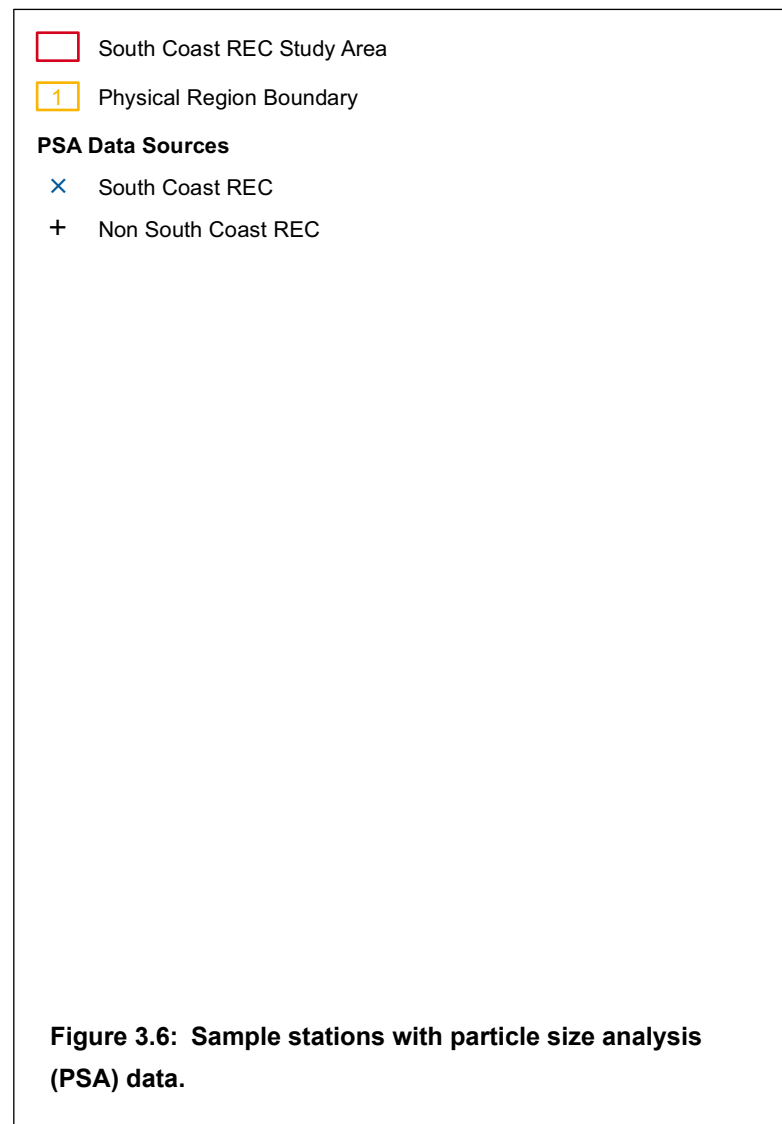 South Coast REC Study Area
1 Physical Region Boundary
PSA Data Sources
× South Coast REC
+ Non South Coast REC
Figure 3.6: Sample stations with particle size analysis
(PSA) data.